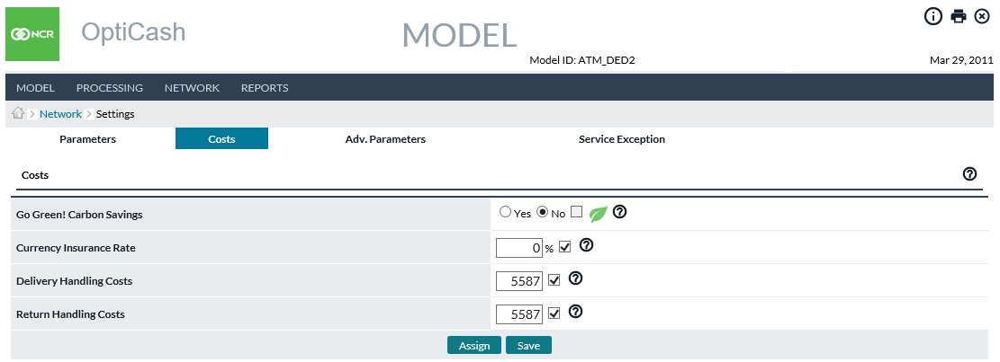 NCR
OptiCash
MODEL
Model ID: ATM_DED2
Mar 29, 2011
MODEL PROCESSING NETWORK REPORTS
Network > Settings
Parameters Costs Adv. Parameters Service Exception
Costs
Go Green! Carbon Savings Yes No
Currency Insurance Rate 0 %
Delivery Handling Costs 5587
Return Handling Costs 5587
Assign Save